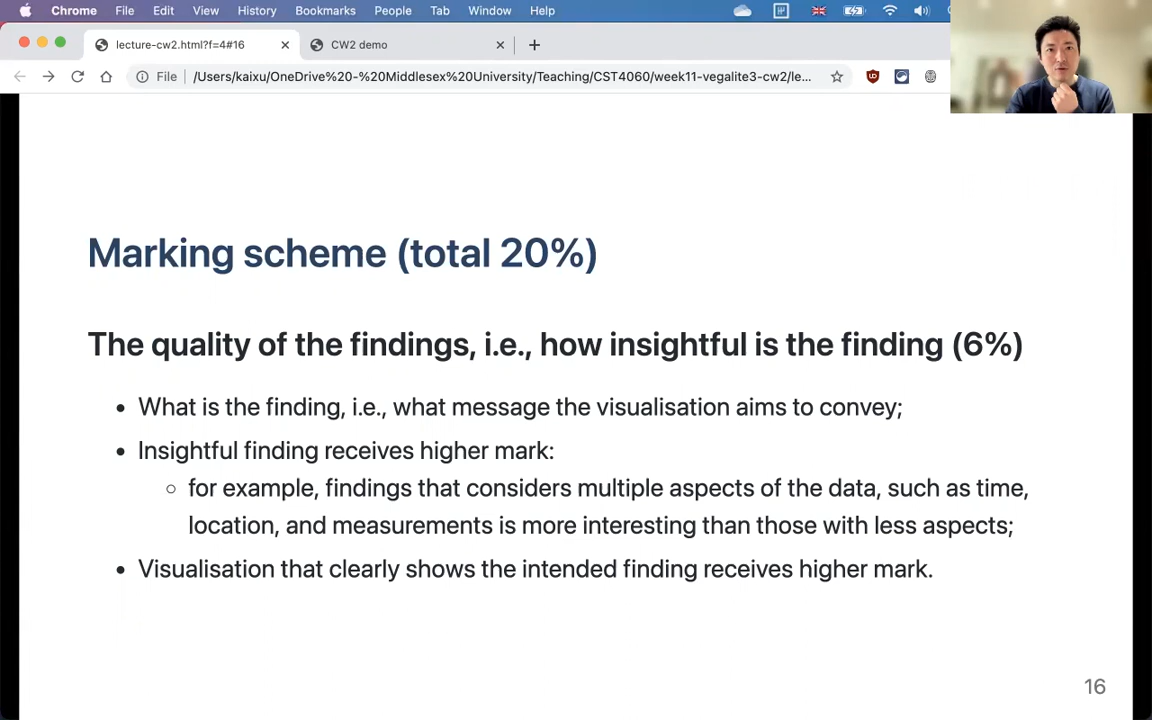 Chrome File Edit View History Bookmarks People Tab Window Help
lecture-cw2.html?f=4#16
CW2 demo
File /Users/kaixu/OneDrive%20-%20Middlesex%20University/Teaching/CST4060/week11-vegalite3-cw2/le...
Marking scheme (total 20%)
The quality of the findings, i.e., how insightful is the finding (6%)
What is the finding, i.e., what message the visualisation aims to convey;
Insightful finding receives higher mark:
for example, findings that considers multiple aspects of the data, such as time,
location, and measurements is more interesting than those with less aspects;
Visualisation that clearly shows the intended finding receives higher mark.
16